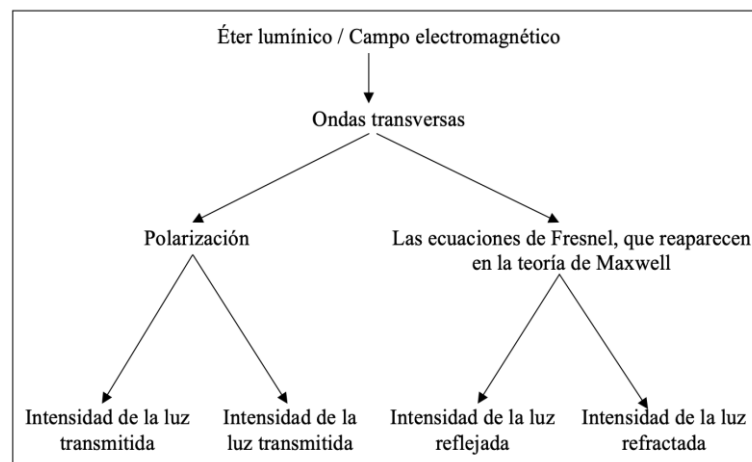 Éter lumínico / Campo electromagnético
Ondas transversas
Polarización
Las ecuaciones de Fresnel, que reaparecen
en la teoría de Maxwell
Intensidad de la luz
transmitida
Intensidad de la
luz transmitida
Intensidad de la luz
reflejada
Intensidad de la luz
refractada